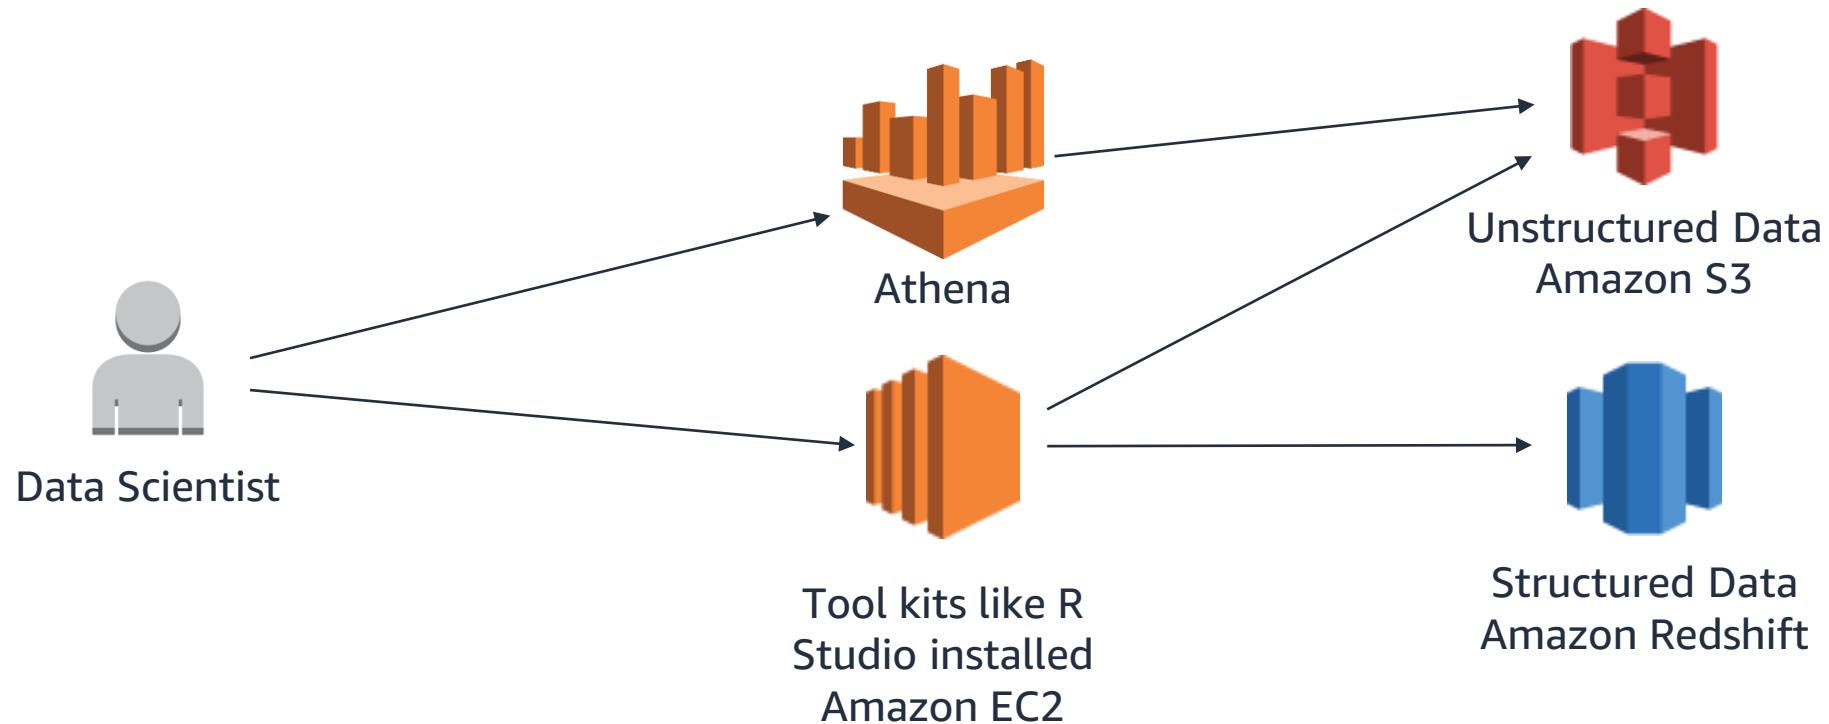 Athena
Data Scientist
Tool kits like R
Studio installed
Amazon EC2
Unstructured Data
Amazon S3
Structured Data
Amazon Redshift